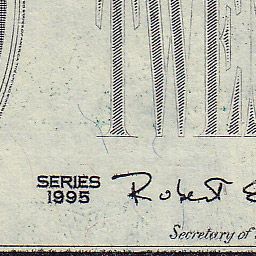 SERIES
1995
Robert
Secretary of